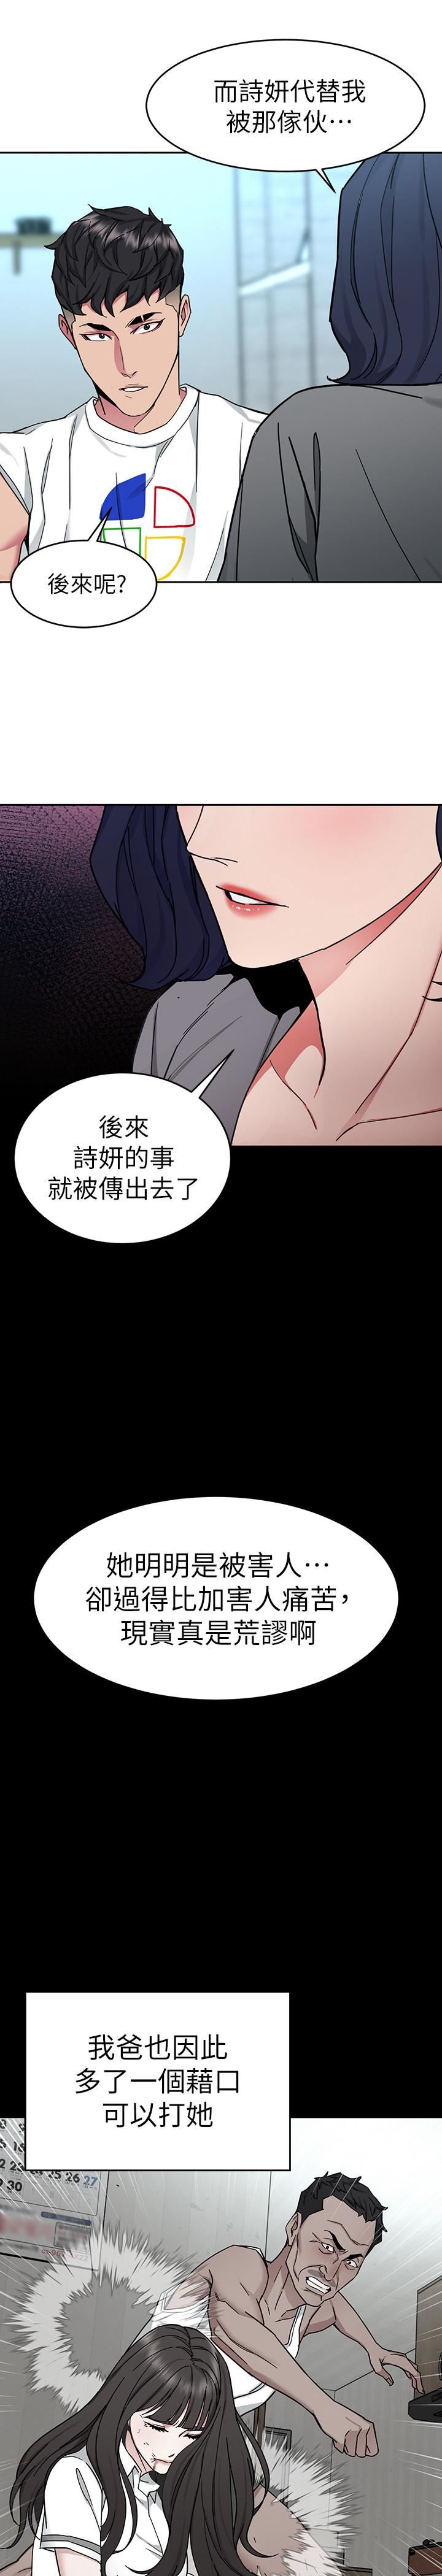 而詩妍代替我
被那傢伙…
後來呢?
後來
詩妍的事
就被傳出去了
她明明是被害人…
卻過得比加害人痛苦,
現實真是荒謬啊
我爸也因此
多了一個藉口
可以打她